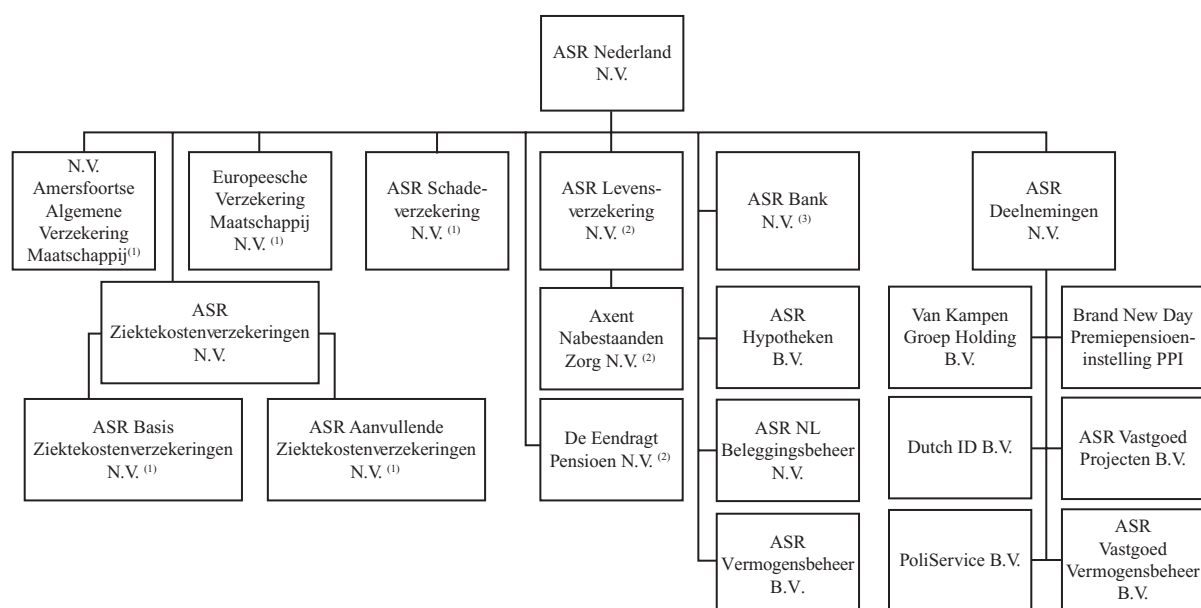 ASR Nederland
N.V.
N.V.
Amersfoortse
Algemene
Verzekering
Maatschappij(1)
Europeesche
Verzekering
Maatschappij
N.V. (1)
ASR Schade-
verzekering
N.V. (1)
ASR Levens-
verzekering
N.V. (2)
ASR Bank
N.V. (3)
ASR
Deelnemingen
N.V.
ASR
Ziektekostenverzekeringen
N.V.
Axent
Nabestaanden
Zorg N.V. (2)
ASR
Hypotheken
B.V.
Van Kampen
Groep Holding
B.V.
Brand New Day
Premiepensioen-
instelling PPI
ASR Basis
Ziektekostenverzekeringen
N.V. (1)
ASR Aanvullende
Ziektekostenverzekeringen
N.V. (1)
De Eendragt
Pensioen N.V. (2)
ASR NL
Beleggingsbeheer
N.V.
Dutch ID B.V.
ASR Vastgoed
Projecten B.V.
ASR
Vermogensbeheer
B.V.
PoliService B.V.
ASR
Vastgoed
Vermogensbeheer
B.V.